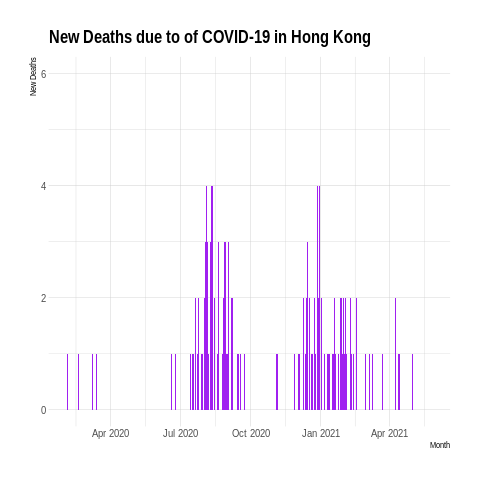 New Deaths due to of COVID-19 in Hong Kong
New Deaths
6
4
2
0
Apr 2020 Jul 2020 Oct 2020 Jan 2021 Apr 2021
Month